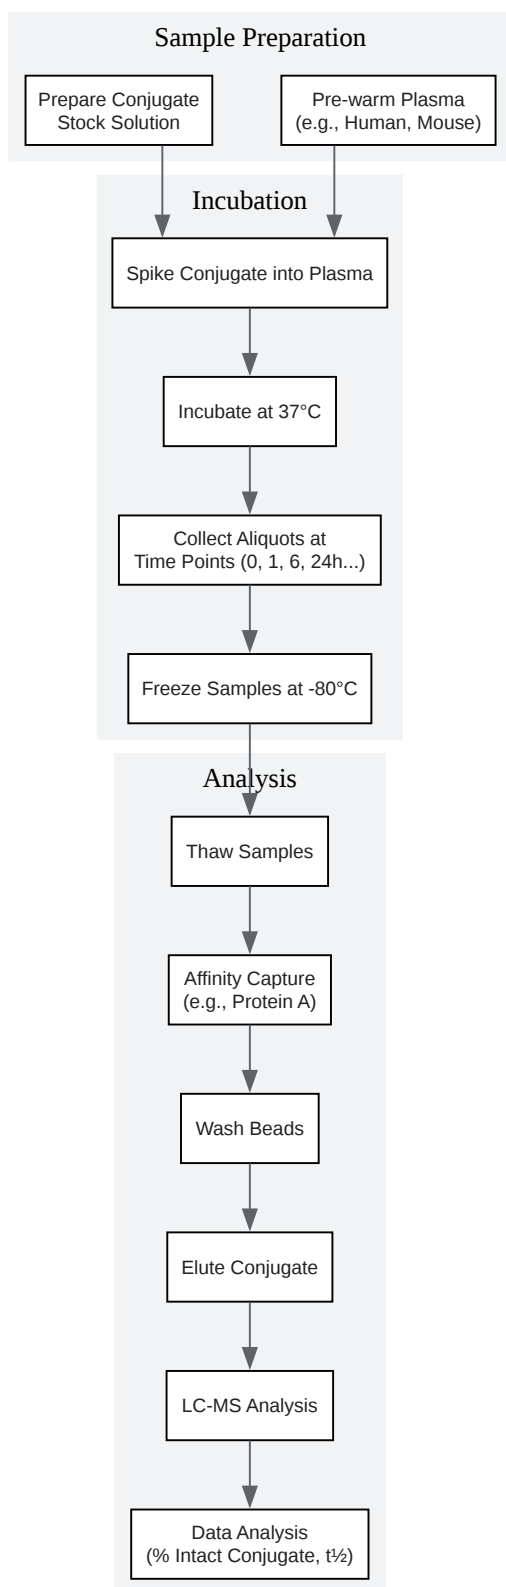 Sample Preparation
Prepare Conjugate
Stock Solution
Pre-warm Plasma
(e.g., Human, Mouse)
Incubation
Spike Conjugate into Plasma
Incubate at 37°C
Collect Aliquots at
Time Points (0, 1, 6, 24h...)
Freeze Samples at -80°C
Analysis
Thaw Samples
Affinity Capture
(e.g., Protein A)
Wash Beads
Elute Conjugate
LC-MS Analysis
Data Analysis
(% Intact Conjugate, t½)